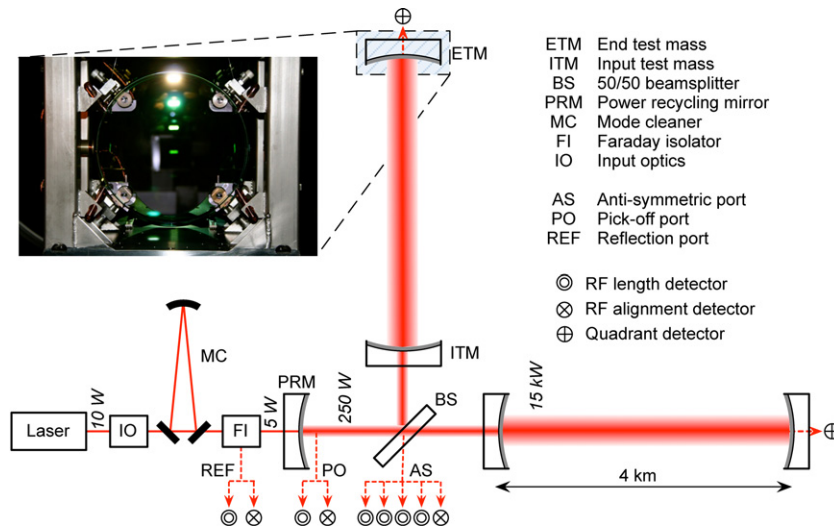 ETM
ETM End test mass
ITM Input test mass
BS 50/50 beamsplitter
PRM Power recycling mirror
MC Mode cleaner
FI Faraday isolator
IO Input optics
AS Anti-symmetric port
PO Pick-off port
REF Reflection port
RF length detector
RF alignment detector
Quadrant detector
MC
ITM
PRM
BS
10 W
5 W
250 W
15 kW
Laser
IO
FI
REF
PO
AS
4 km